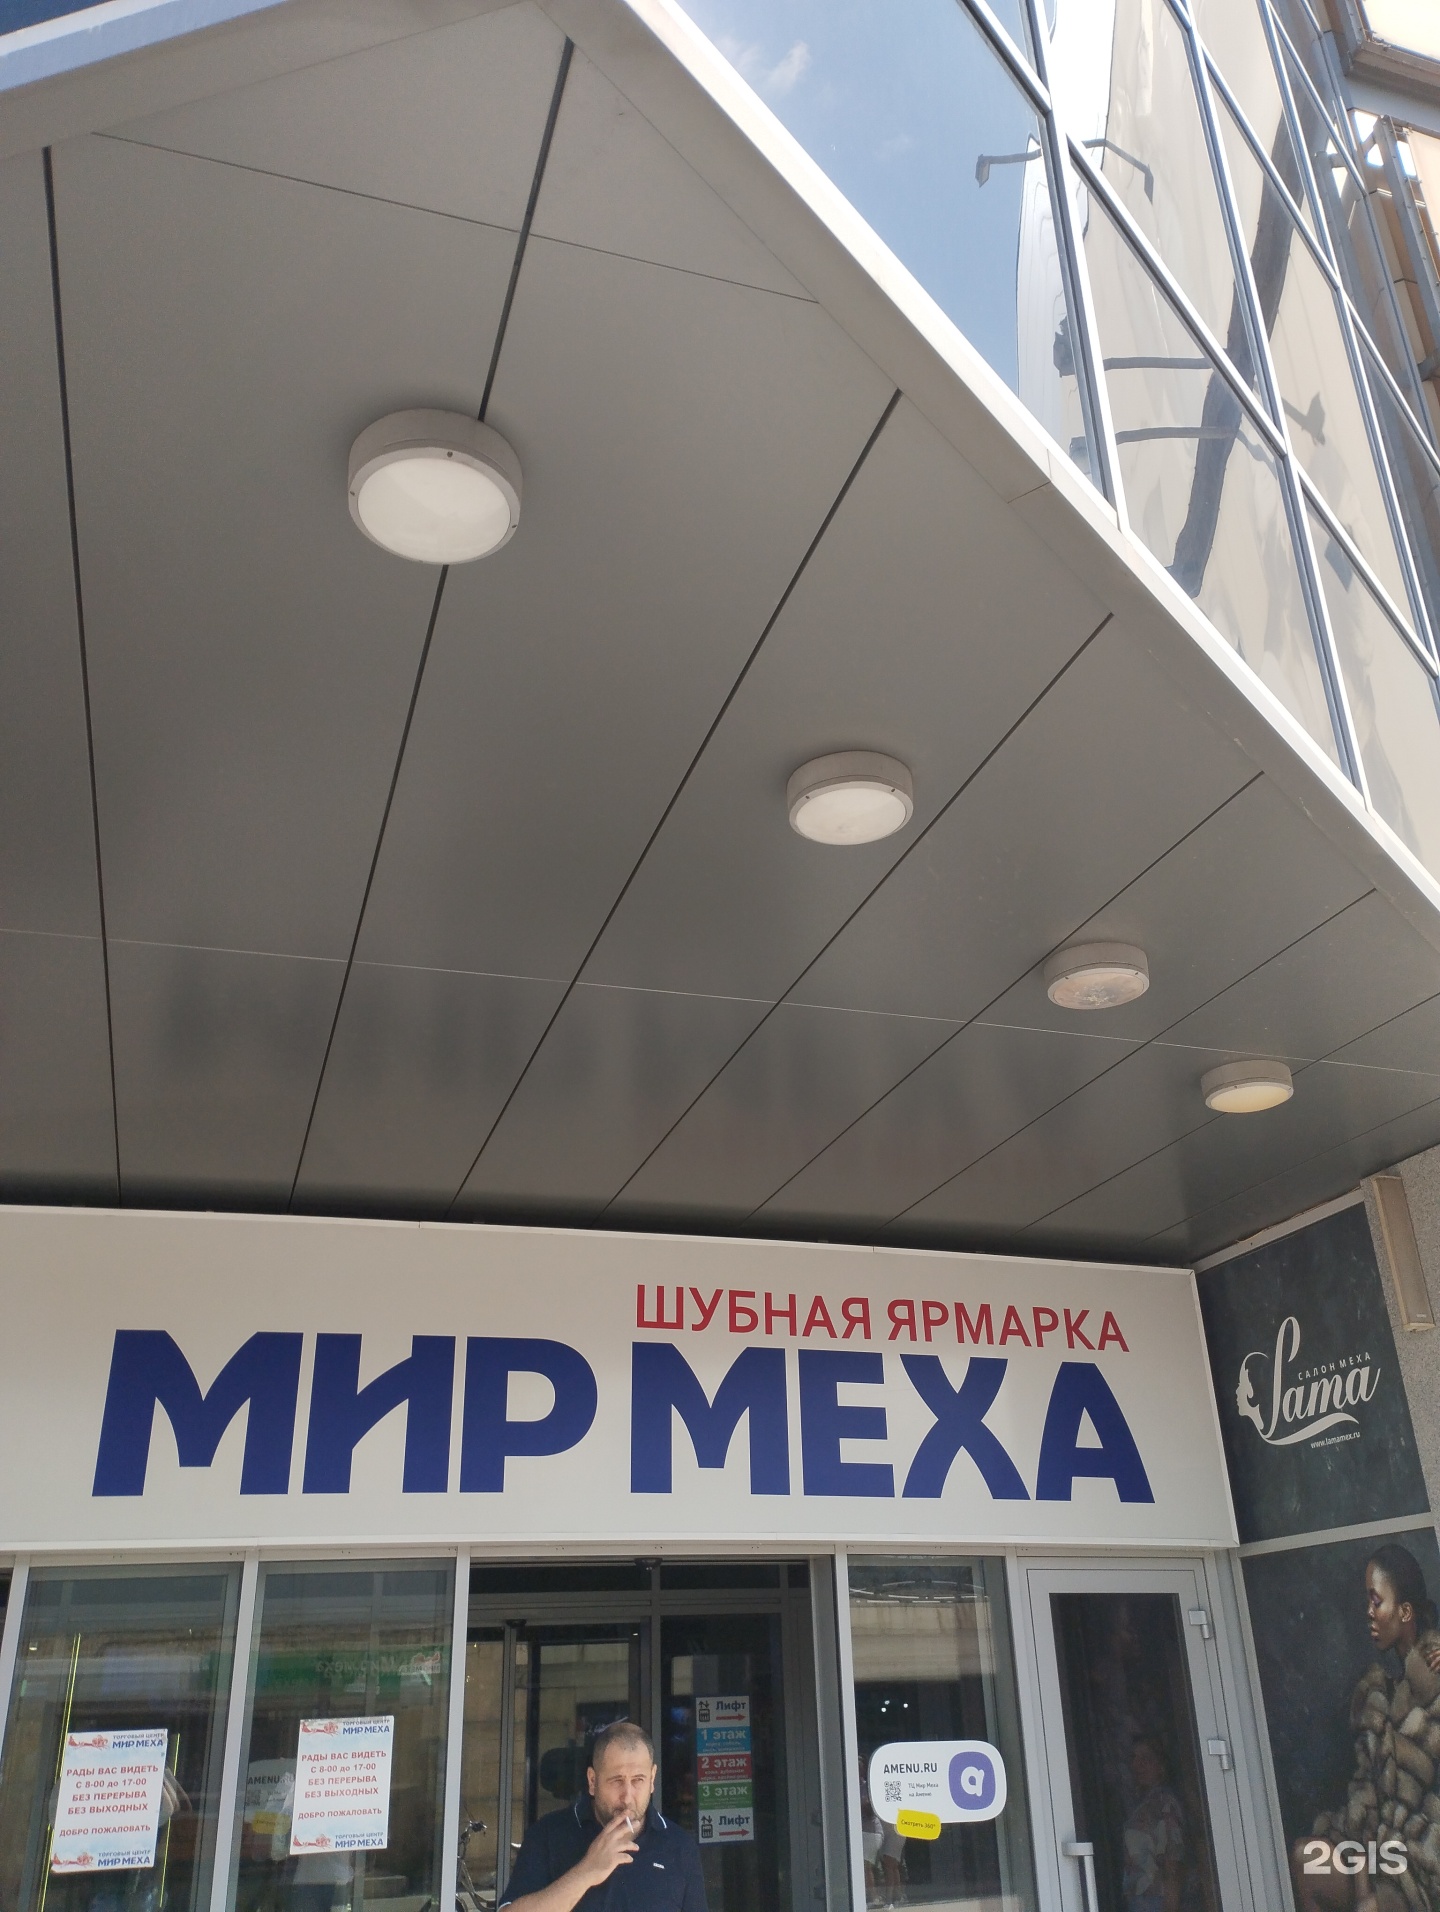 ШУБНАЯ ЯРМАРКА
МИР МЕХА
САЛОН МЕХА
Лата
www.lamamex.ru
ТОРГОВЫЙ ЦЕНТР
МИР МЕХА
РАДЫ ВАС ВИДЕТЬ
С 8-00 до 17-00
БЕЗ ПЕРЕРЫВА
БЕЗ ВЫХОДНЫХ
ДОБРО ПОЖАЛОВАТЬ
ТОРГОВЫЙ ЦЕНТР
МИР МЕХА
ТОРГОВЫЙ ЦЕНТР
МИР МЕХА
РАДЫ ВАС ВИДЕТЬ
С 8-00 до 17-00
БЕЗ ПЕРЕРЫВА
БЕЗ ВЫХОДНЫХ
ДОБРО ПОЖАЛОВАТЬ
ТОРГОВЫЙ ЦЕНТР
МИР МЕХА
Лифт
1 этаж
2 этаж
3 этаж
Лифт
AMENU.RU
ТЦ Мир Меха
на Аменю
a
Смотреть 360°
2GIS